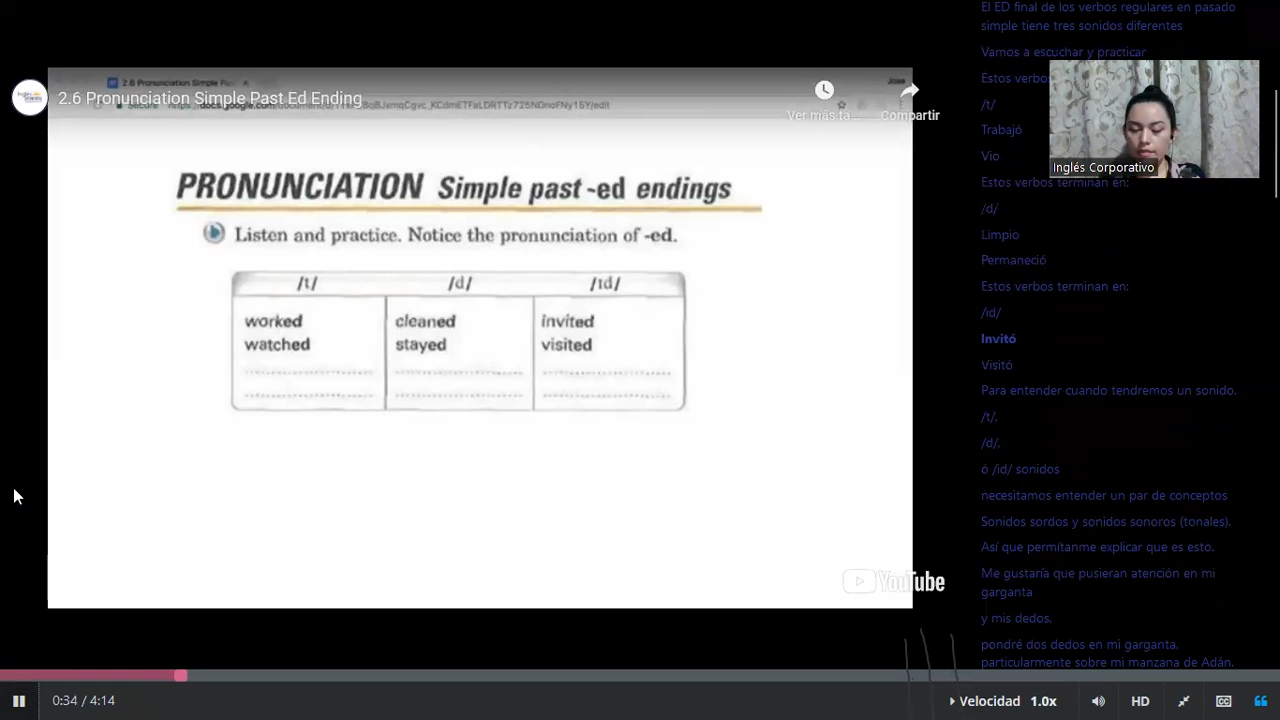 2.6 Pronunciation Simple Past Ed Ending
Ver más ta...
Compartir
PRONUNCIATION Simple past -ed endings
Listen and practice. Notice the pronunciation of -ed.
/t/ /d/ /ɪd/
worked cleaned invited
watched stayed visited
YouTube
0:34 / 4:14
Velocidad 1.0x
HD
CC
El ED final de los verbos regulares en pasado
simple tiene tres sonidos diferentes
Vamos a escuchar y practicar
Estos verbos
/t/
Trabajó
Vio
Inglés Corporativo
Estos verbos terminan en:
/d/
Limpio
Permaneció
Estos verbos terminan en:
/ɪd/
Invitó
Visitó
Para entender cuando tendremos un sonido.
/t/.
/d/.
ó /id/ sonidos
necesitamos entender un par de conceptos
Sonidos sordos y sonidos sonoros (tonales).
Así que permítanme explicar que es esto.
Me gustaría que pusieran atención en mi
garganta
y mis dedos.
pondré dos dedos en mi garganta,
particularmente sobre mi manzana de Adán.